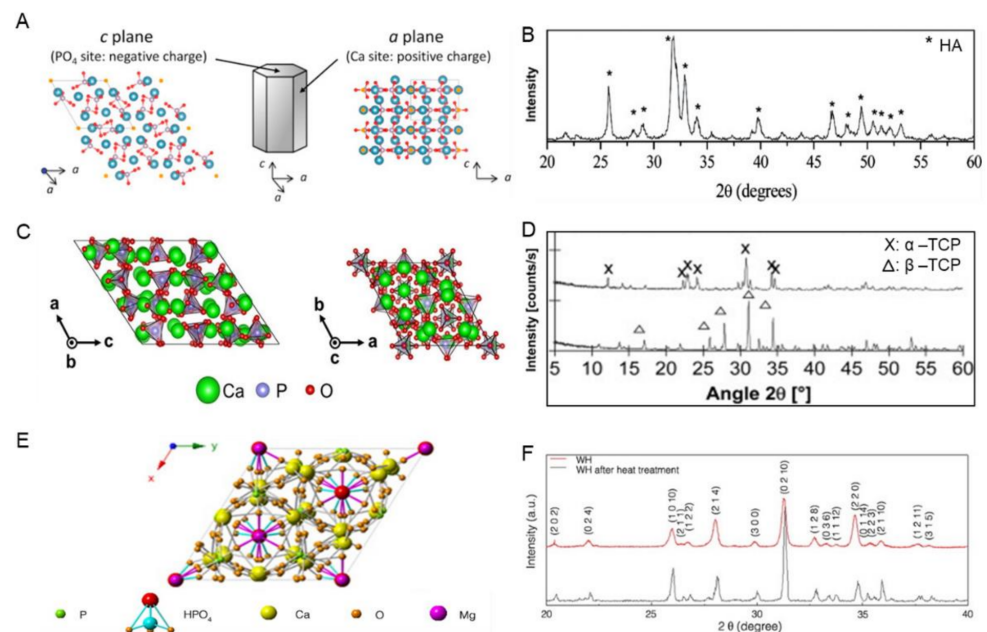 A
c plane
(PO4 site: negative charge)
a plane
(Ca site: positive charge)
a
a
c
a
a
c
a
B
* HA
Intensity
20 25 30 35 40 45 50 55 60
2θ (degrees)
C
a
b
c
b
c
a
Ca P O
D
X: α –TCP
Δ: β –TCP
Intensity [counts/s]
5 10 15 20 25 30 35 40 45 50 55 60
Angle 2θ [°]
E
y
x
P HPO4 Ca O Mg
F
WH
WH after heat treatment
Intensity (a.u.)
(2 0 2)
(0 2 4)
(1 0 10)
(2 1 1)
(1 2 2)
(2 1 4)
(3 0 0)
(0 2 10)
(1 2 8)
(0 3 6)
(1 1 12)
(2 2 0)
(0 1 14)
(2 2 3)
(2 1 10)
(1 2 11)
(3 1 5)
20 25 30 35 40
2 θ (degree)